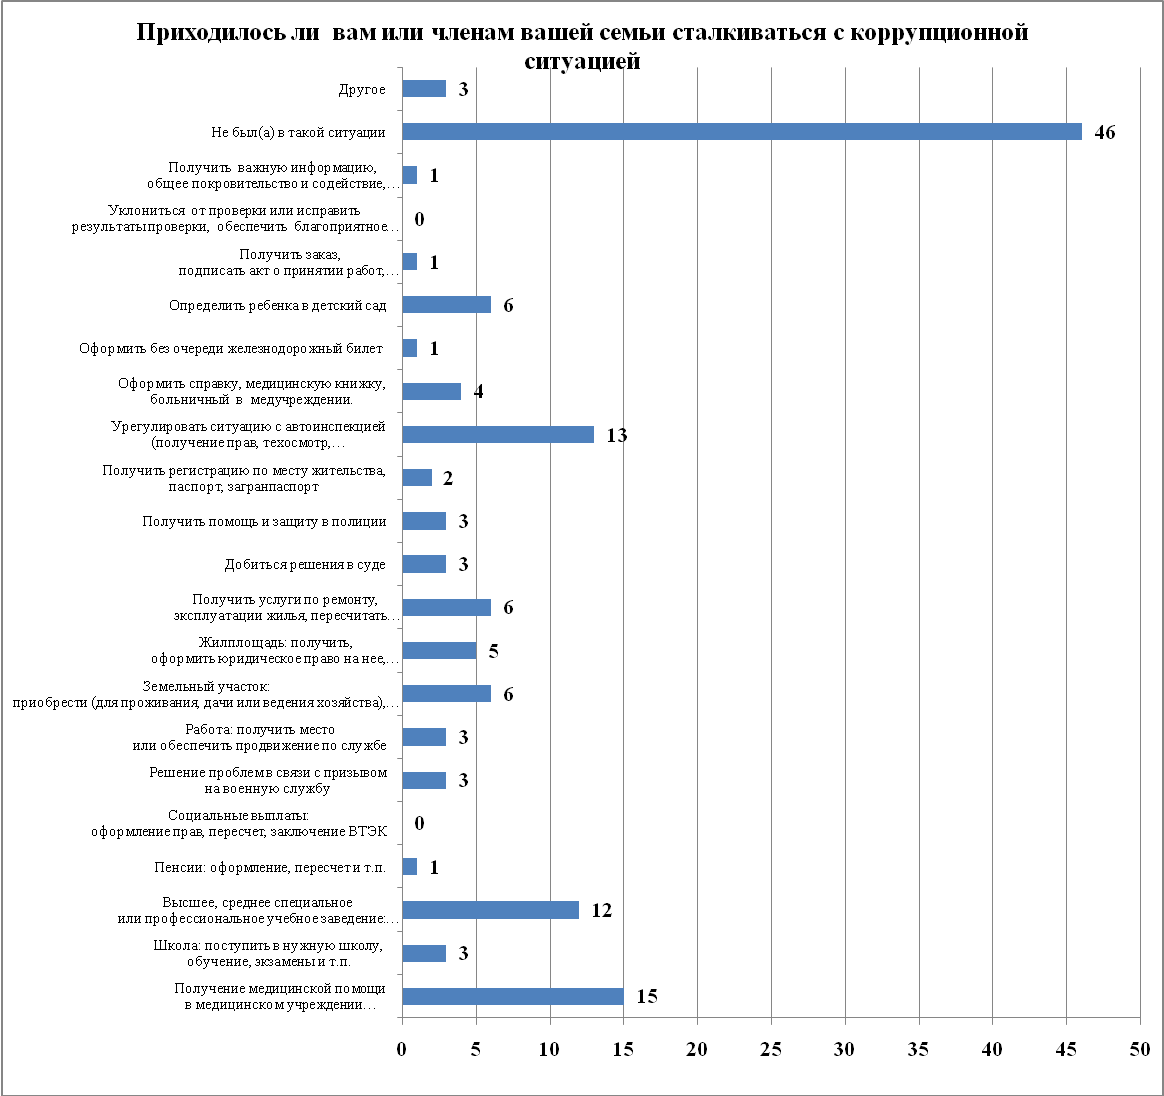 Приходилось ли вам или членам вашей семьи сталкиваться с коррупционной
ситуацией
Другое
3
Не был(а) в такой ситуации
46
Получить важную информацию,
общее покровительство и содействие,…
1
Уклониться от проверки или исправить
результаты проверки, обеспечить благоприятное…
0
Получить заказ,
подписать акт о принятии работ,…
1
Определить ребенка в детский сад
6
Оформить без очереди железнодорожный билет
1
Оформить справку, медицинскую книжку,
больничный в медучреждении.
4
Урегулировать ситуацию с автоинспекцией
(получение прав, техосмотр,…
13
Получить регистрацию по месту жительства,
паспорт, загранпаспорт
2
Получить помощь и защиту в полиции
3
Добиться решения в суде
3
Получить услуги по ремонту,
эксплуатации жилья, пересчитать…
6
Жилплощадь: получить,
оформить юридическое право на нее,…
5
Земельный участок:
приобрести (для проживания, дачи или ведения хозяйства),…
6
Работа: получить место
или обеспечить продвижение по службе
3
Решение проблем в связи с призывом
на военную службу
3
Социальные выплаты:
оформление прав, пересчет, заключение ВТЭК
0
Пенсии: оформление, пересчет и т.п.
1
Высшее, среднее специальное
или профессиональное учебное заведение:…
12
Школа: поступить в нужную школу,
обучение, экзамены и т.п.
3
Получение медицинской помощи
в медицинском учреждении…
15
0 5 10 15 20 25 30 35 40 45 50